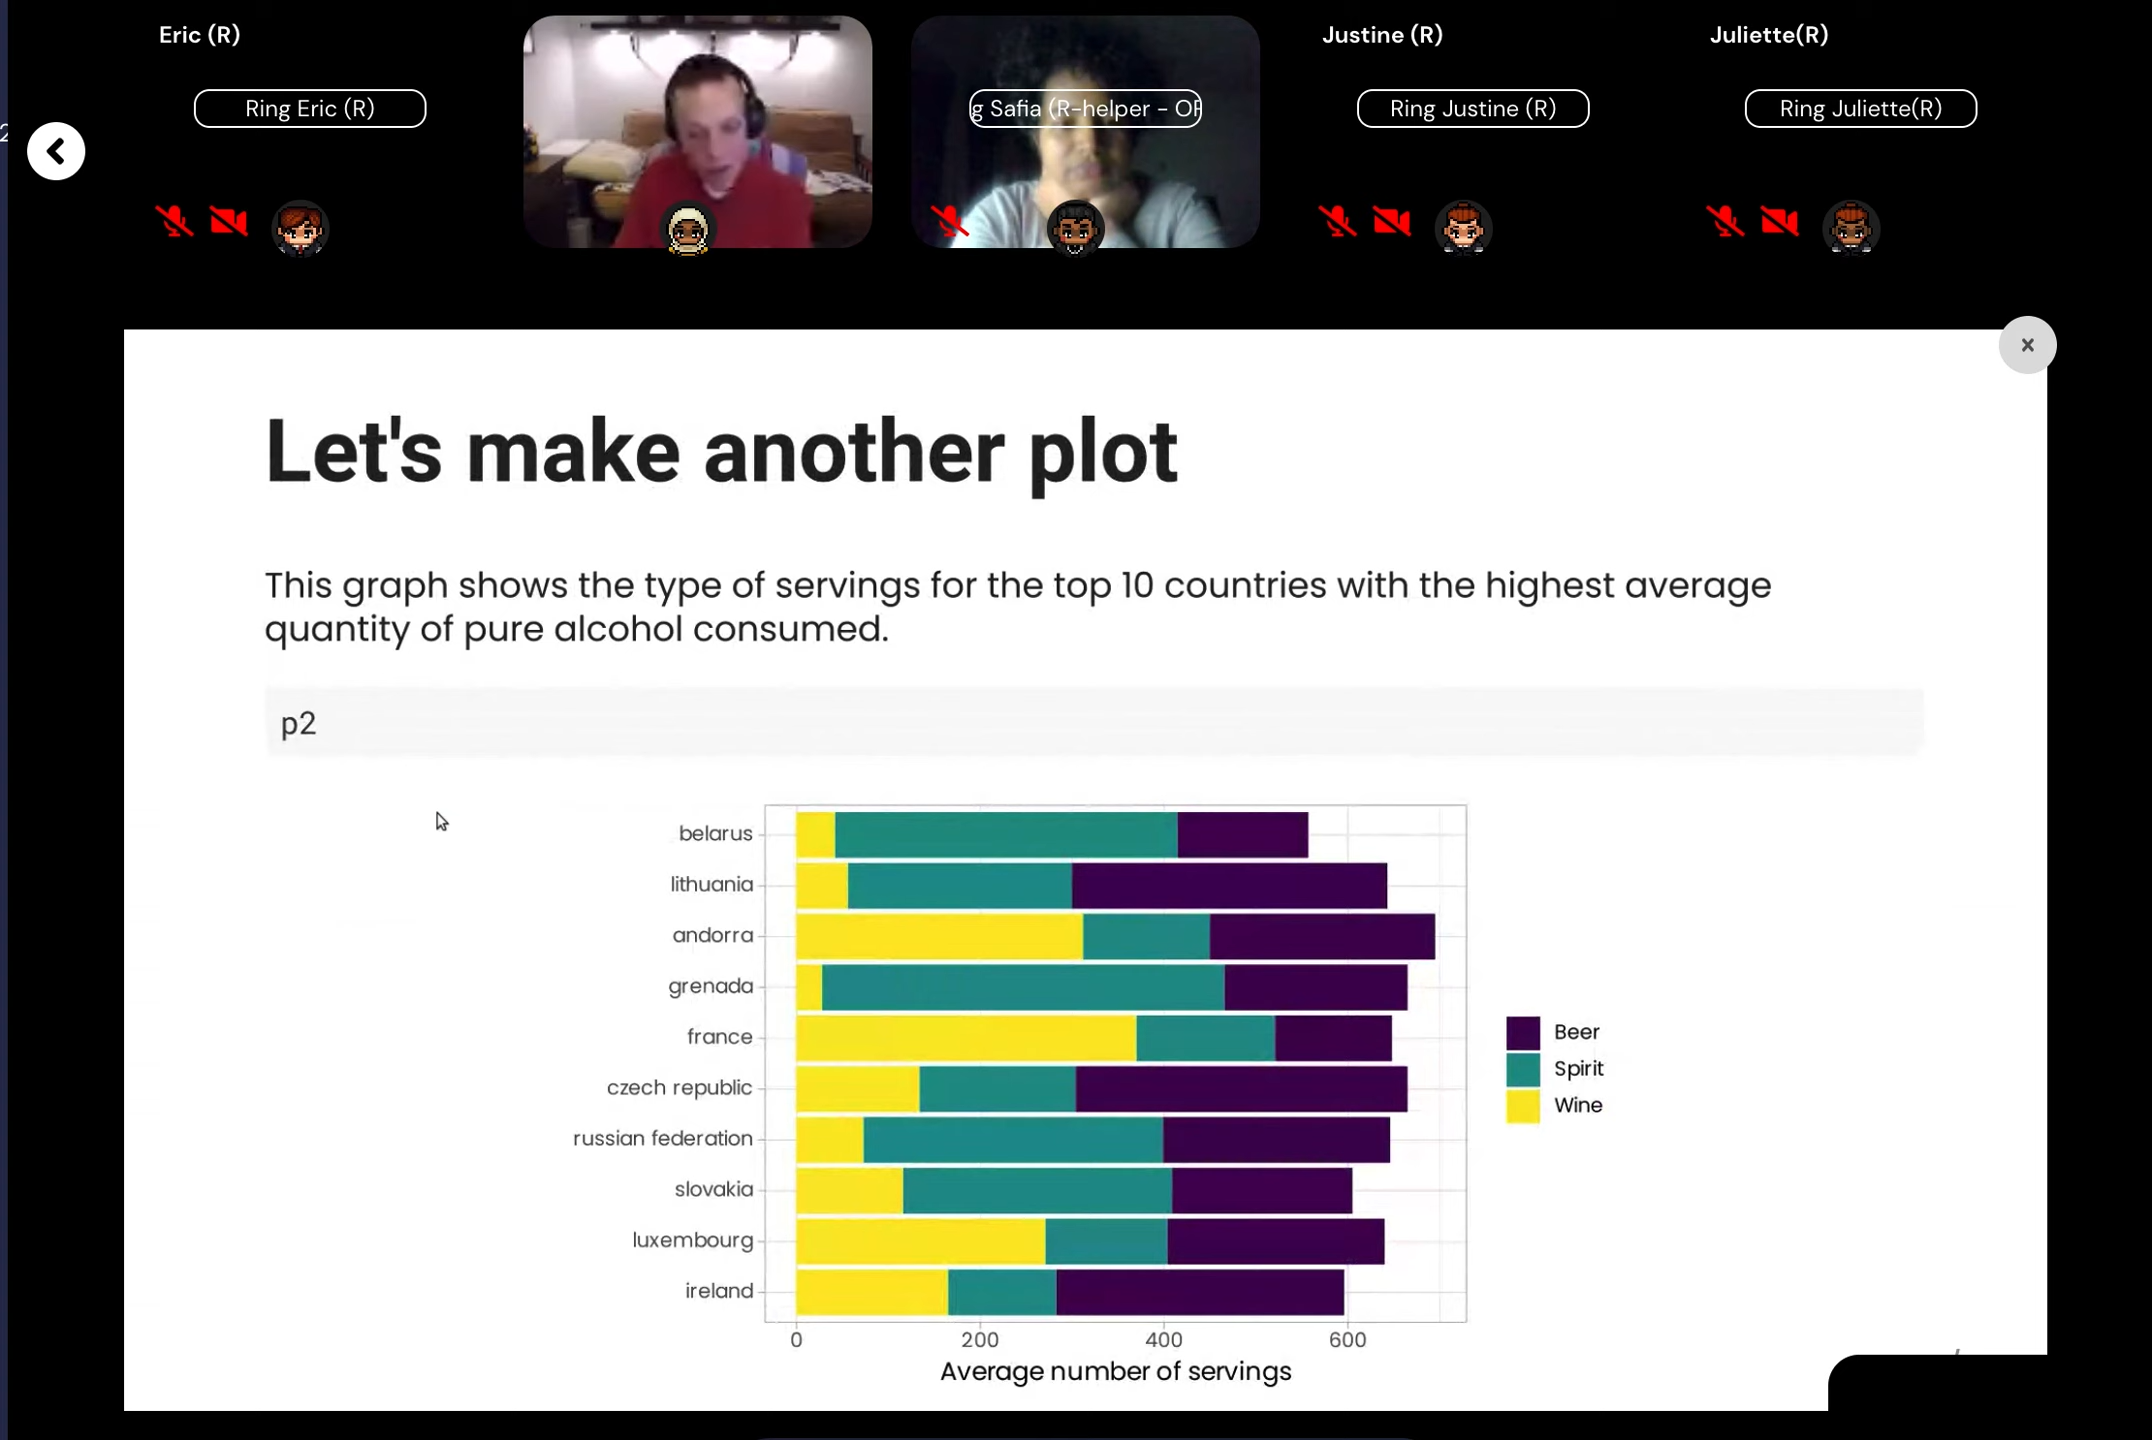 Eric (R)
Justine (R)
Juliette(R)
Ring Eric (R)
g Safia (R-helper - OR
Ring Justine (R)
Ring Juliette(R)
2
Let's make another plot
This graph shows the type of servings for the top 10 countries with the highest average
quantity of pure alcohol consumed.
p2
belarus
lithuania
andorra
grenada
france
czech republic
russian federation
slovakia
luxembourg
ireland
Beer
Spirit
Wine
0 200 400 600
Average number of servings